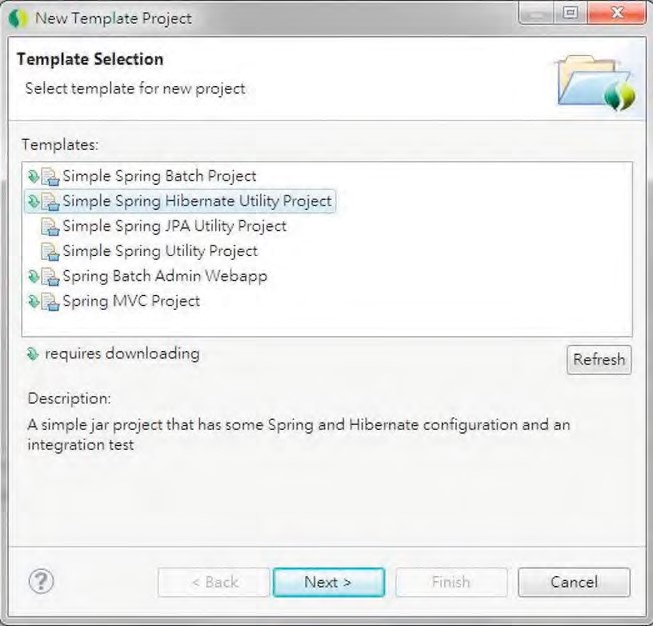 New Template Project
Template Selection
Select template for new project
Templates:
Simple Spring Batch Project
Simple Spring Hibernate Utility Project
Simple Spring JPA Utility Project
Simple Spring Utility Project
Spring Batch Admin Webapp
Spring MVC Project
requires downloading
Refresh
Description:
A simple jar project that has some Spring and Hibernate configuration and an
integration test
?
< Back
Next >
Finish
Cancel